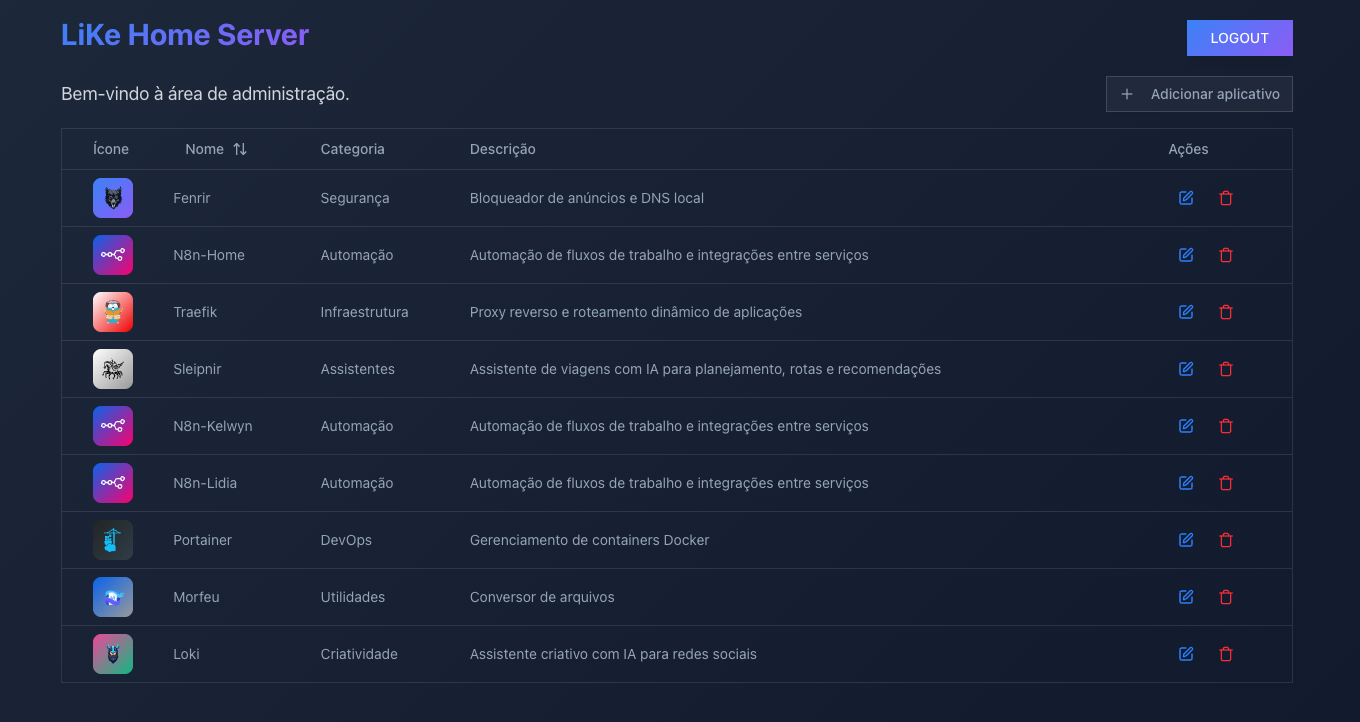 LiKe Home Server
LOGOUT
Bem-vindo à área de administração.
Adicionar aplicativo
Ícone Nome Categoria Descrição Ações
Fenrir Segurança Bloqueador de anúncios e DNS local
N8n-Home Automação Automação de fluxos de trabalho e integrações entre serviços
Traefik Infraestrutura Proxy reverso e roteamento dinâmico de aplicações
Sleipnir Assistentes Assistente de viagens com IA para planejamento, rotas e recomendações
N8n-Kelwyn Automação Automação de fluxos de trabalho e integrações entre serviços
N8n-Lidia Automação Automação de fluxos de trabalho e integrações entre serviços
Portainer DevOps Gerenciamento de containers Docker
Morfeu Utilidades Conversor de arquivos
Loki Criatividade Assistente criativo com IA para redes sociais